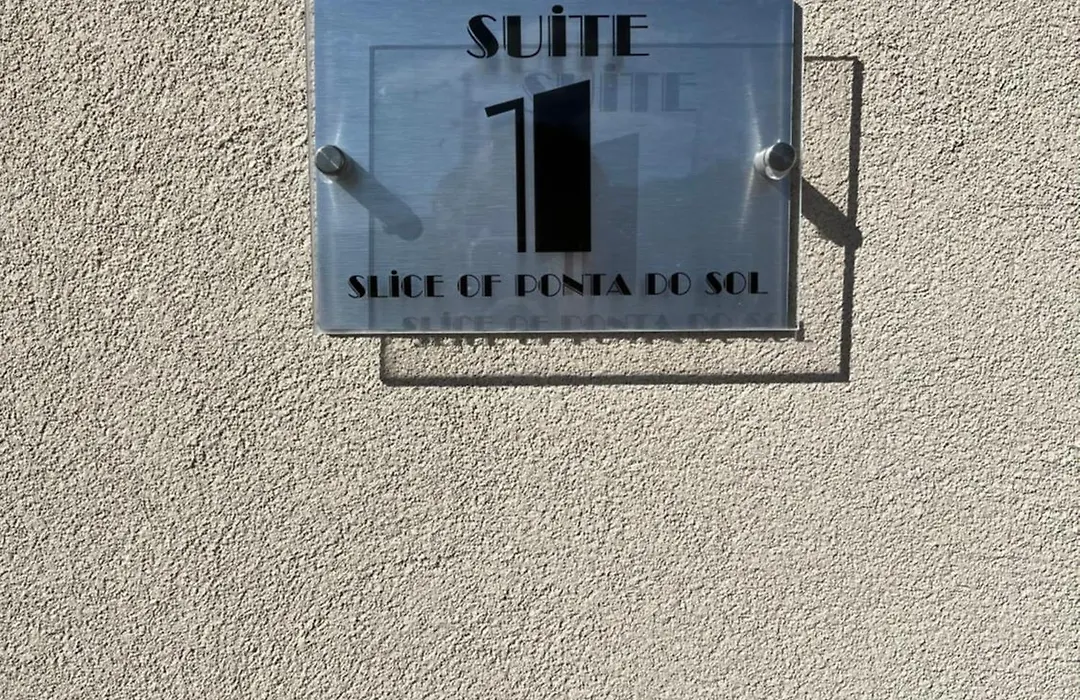 SUiTE
1
SLiCE OF PONTA DO SOL